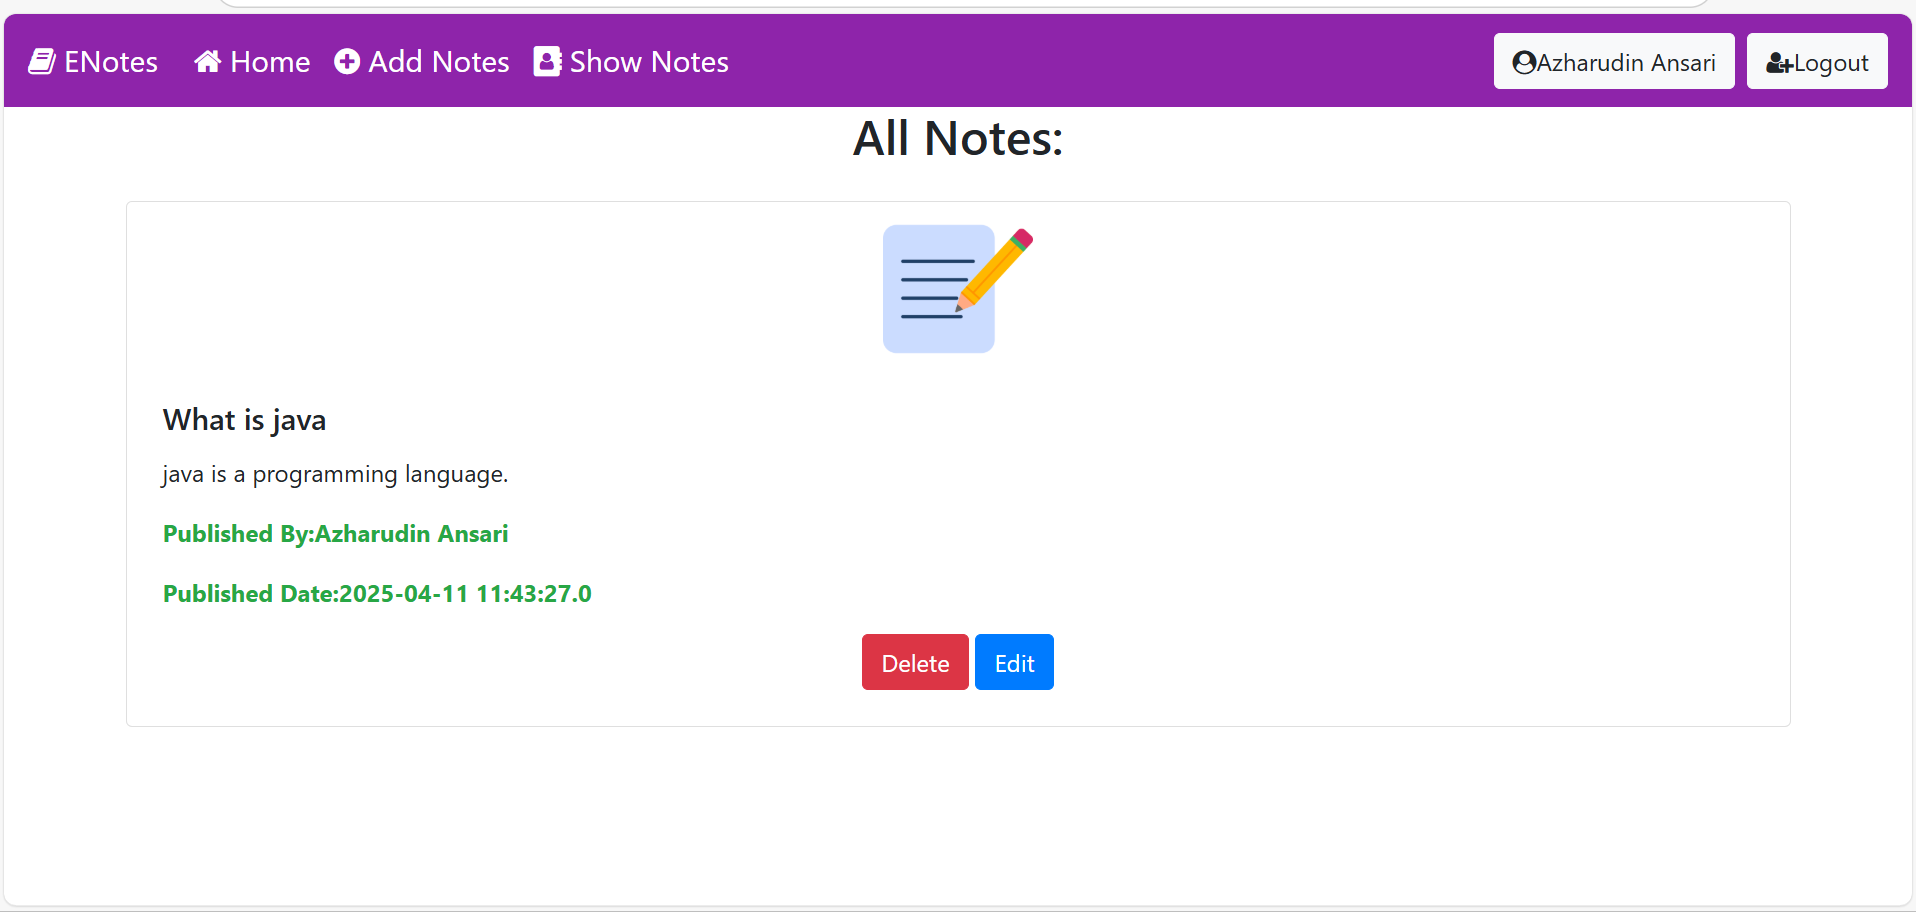 ENotes Home Add Notes Show Notes Azharudin Ansari Logout
All Notes:
What is java
java is a programming language.
Published By:Azharudin Ansari
Published Date:2025-04-11 11:43:27.0
Delete Edit